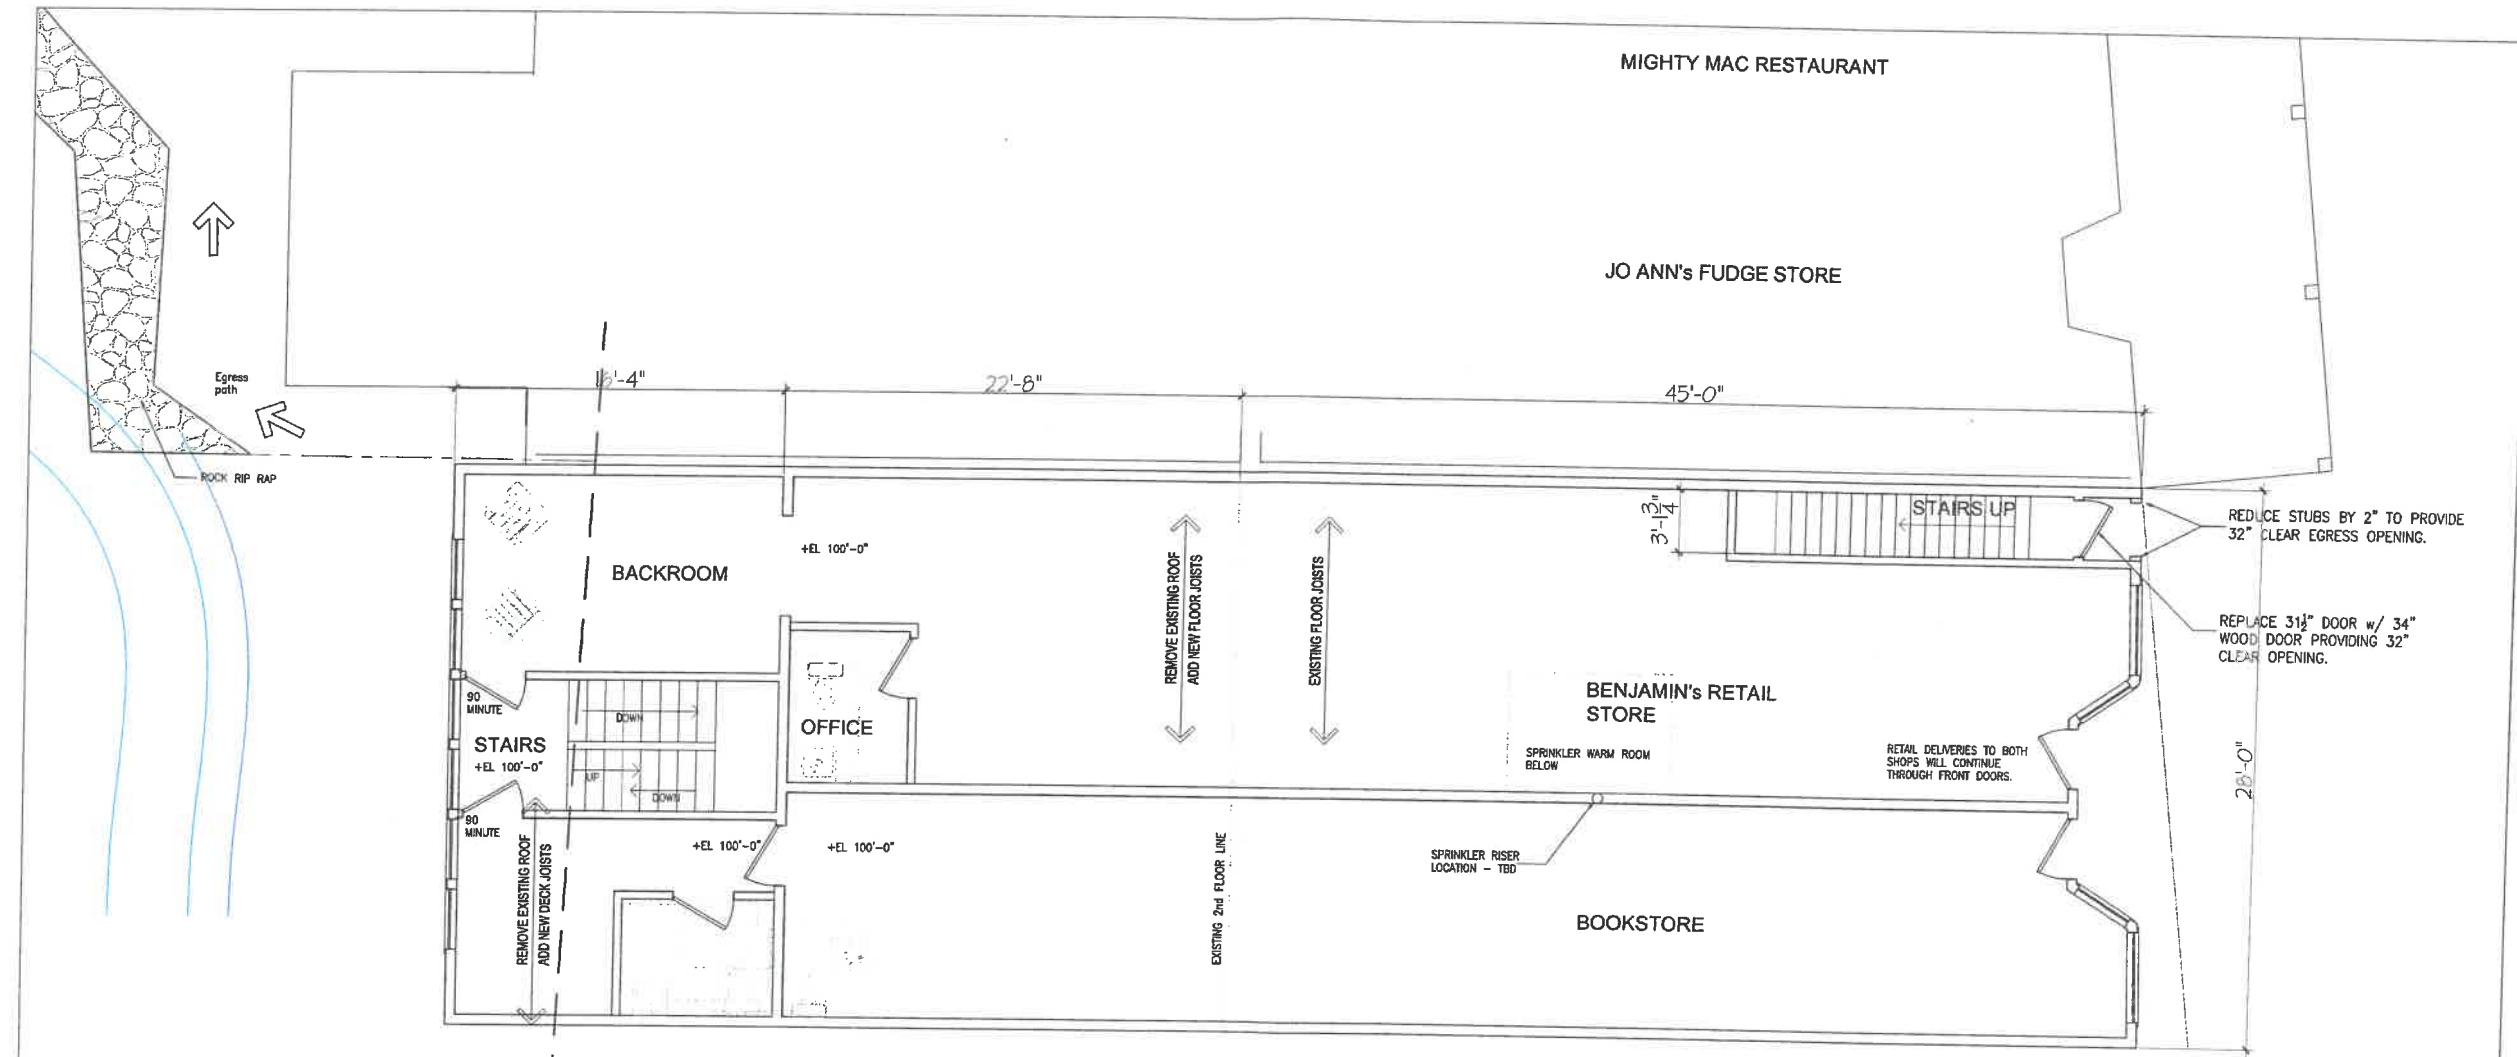 MIGHTY MAC RESTAURANT
JO ANN's FUDGE STORE
Egress
path
ROCK RIP RAP
22'-8"
45'-0"
3'-1 3/4"
STAIRS UP
REDUCE STUBS BY 2" TO PROVIDE
32" CLEAR EGRESS OPENING.
REPLACE 31½" DOOR w/ 34"
WOOD DOOR PROVIDING 32"
CLEAR OPENING.
BACKROOM
+EL 100'-0"
REMOVE EXISTING ROOF
ADD NEW FLOOR JOISTS
EXISTING FLOOR JOISTS
90
MINUTE
STAIRS
+EL 100'-0"
DOWN
UP
DOWN
OFFICE
BENJAMIN's RETAIL
STORE
SPRINKLER WARM ROOM
BELOW
RETAIL DELIVERIES TO BOTH
SHOPS WILL CONTINUE
THROUGH FRONT DOORS.
28'-0"
90
MINUTE
REMOVE EXISTING ROOF
ADD NEW DECK JOISTS
+EL 100'-0"
+EL 100'-0"
EXISTING 2nd FLOOR LINE
SPRINKLER RISER
LOCATION - TBD
BOOKSTORE